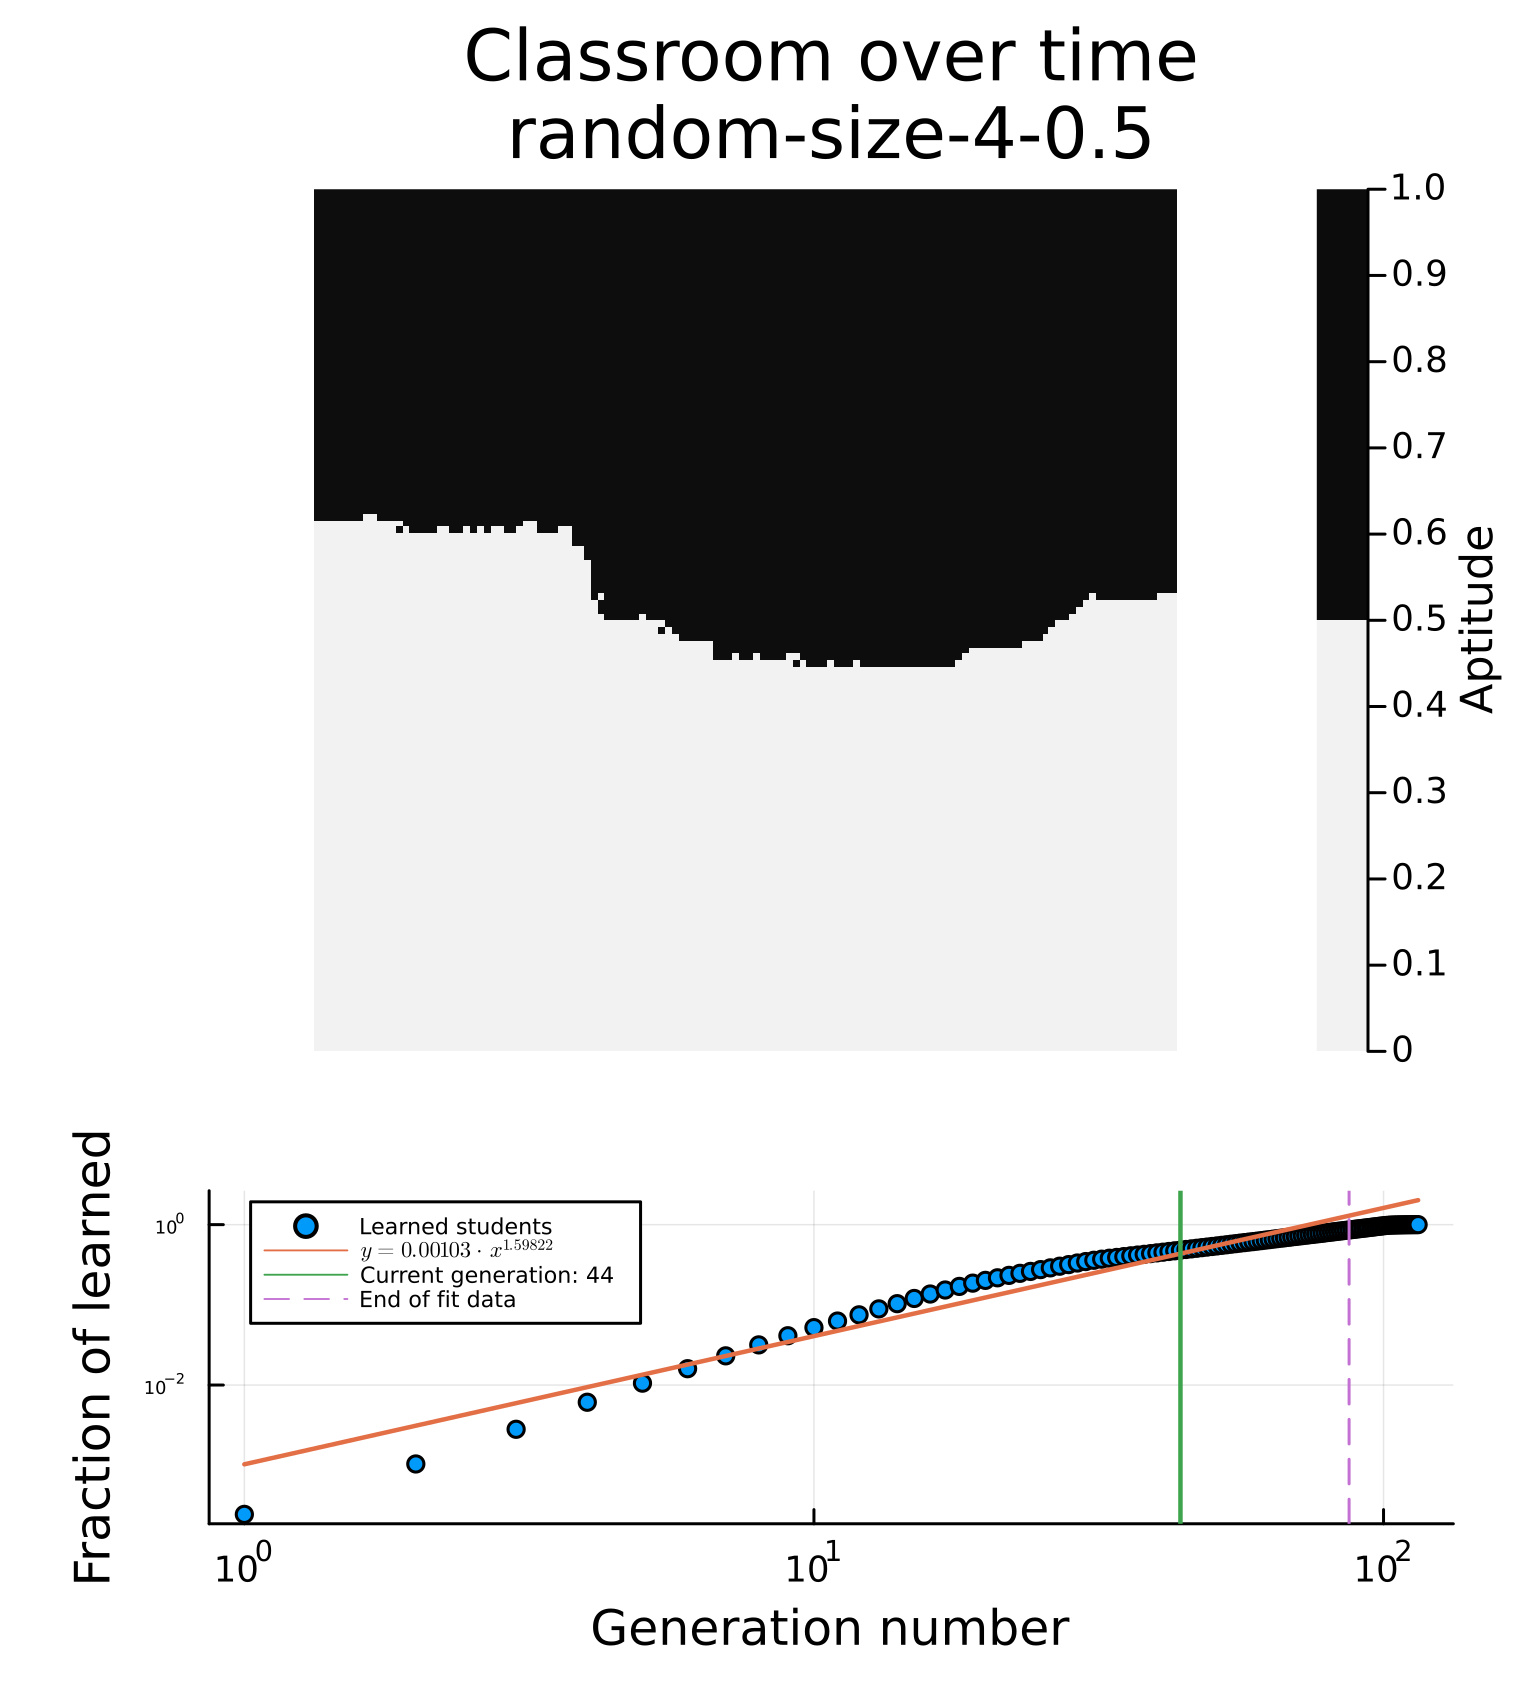 Classroom over time
random-size-4-0.5
1.0
0.9
0.8
0.7
0.6
0.5
0.4
0.3
0.2
0.1
0
Aptitude
Fraction of learned
10⁰
10⁻²
Learned students
y = 0.00103 · x^1.59822
Current generation: 44
End of fit data
10⁰ 10¹ 10²
Generation number